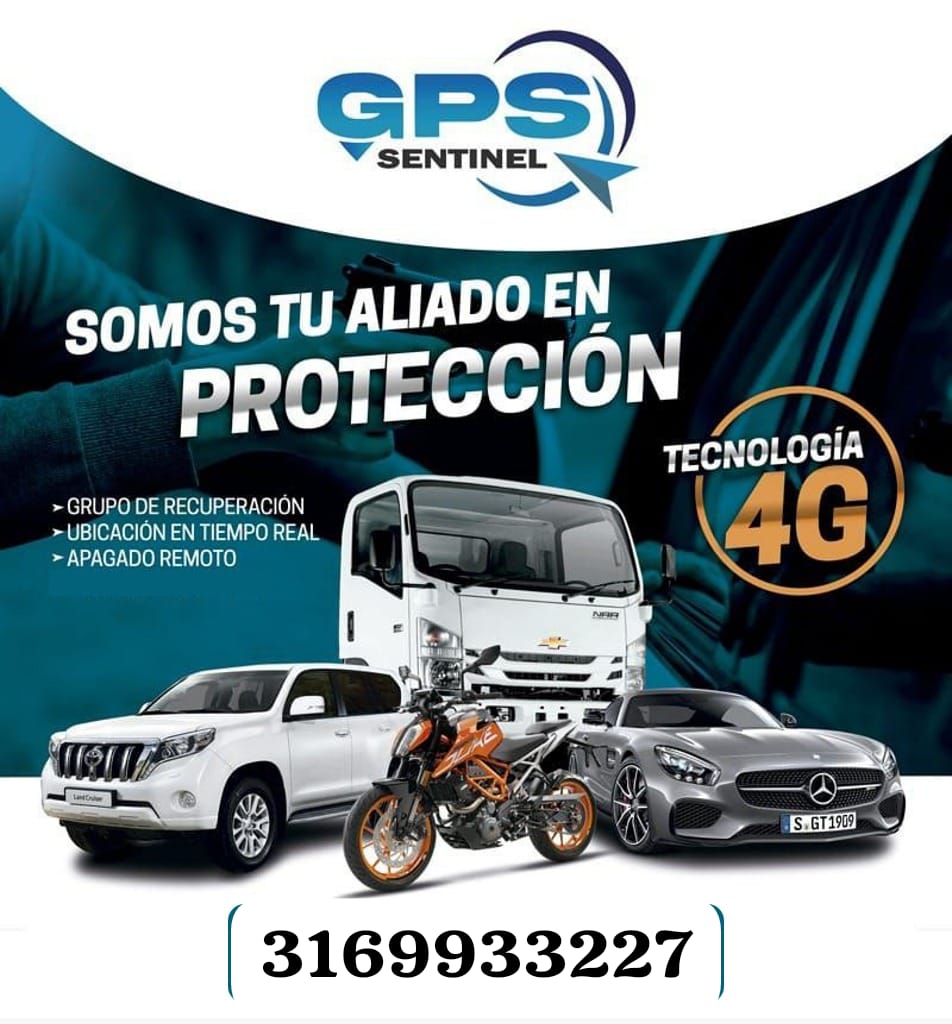 GPS
SENTINEL
SOMOS TU ALIADO EN
PROTECCIÓN
TECNOLOGÍA
4G
➢ GRUPO DE RECUPERACIÓN
➢ UBICACIÓN EN TIEMPO REAL
➢ APAGADO REMOTO
NRR
Land Cruiser
DUKE
S GT1909
3169933227